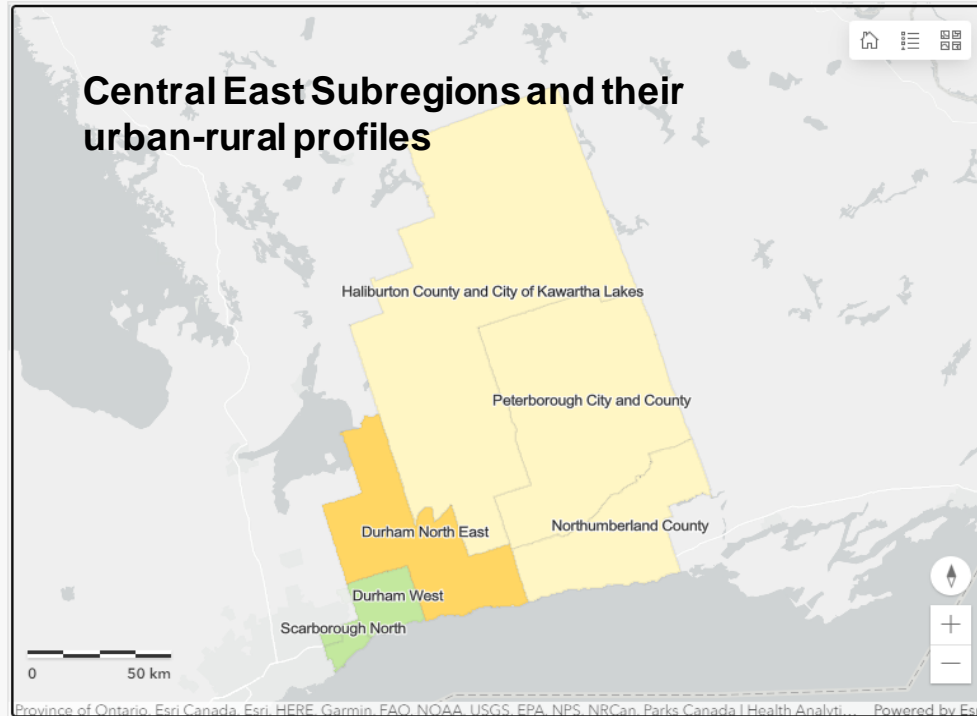 Central East Subregions and their
urban-rural profiles
Haliburton County and City of Kawartha Lakes
Peterborough City and County
Northumberland County
Durham North East
Durham West
Scarborough North
0 50 km
Province of Ontario, Esri Canada, Esri, HERE, Garmin, FAO, NOAA, USGS, EPA, NPS, NRCan, Parks Canada | Health Analyti... Powered by Es